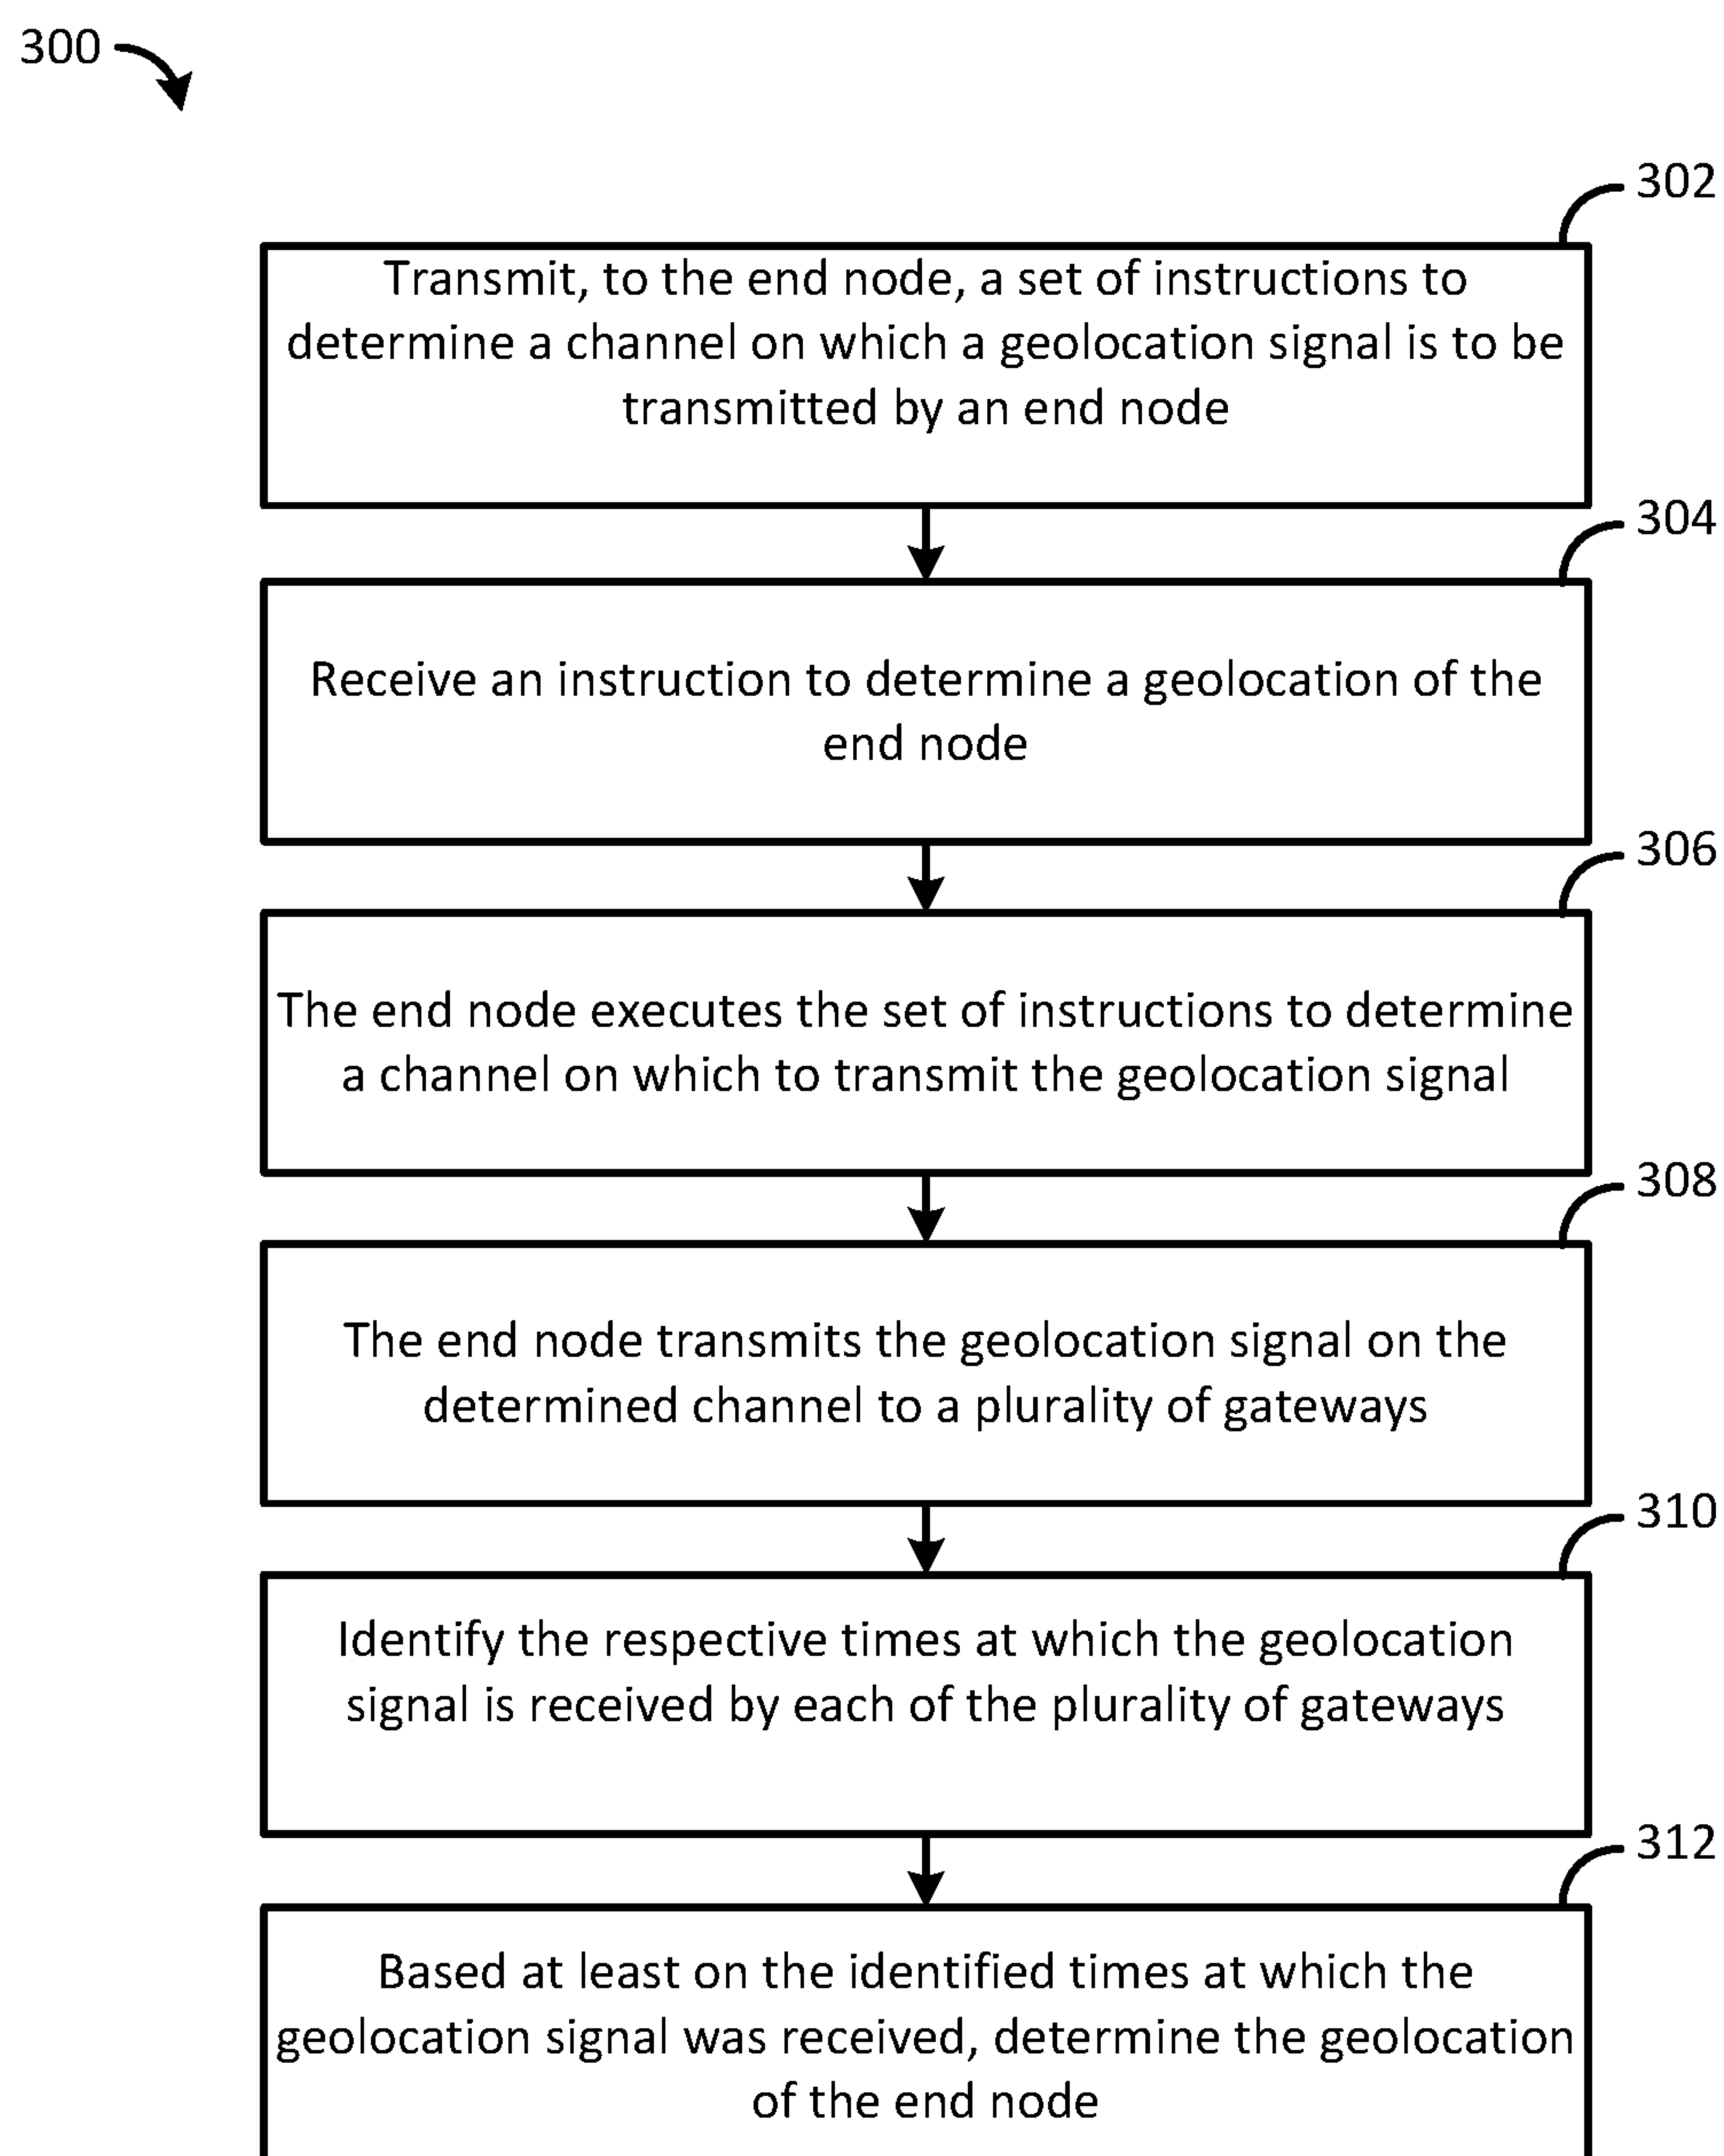 300
302
Transmit, to the end node, a set of instructions to
determine a channel on which a geolocation signal is to be
transmitted by an end node
304
Receive an instruction to determine a geolocation of the
end node
306
The end node executes the set of instructions to determine
a channel on which to transmit the geolocation signal
308
The end node transmits the geolocation signal on the
determined channel to a plurality of gateways
310
Identify the respective times at which the geolocation
signal is received by each of the plurality of gateways
312
Based at least on the identified times at which the
geolocation signal was received, determine the geolocation
of the end node